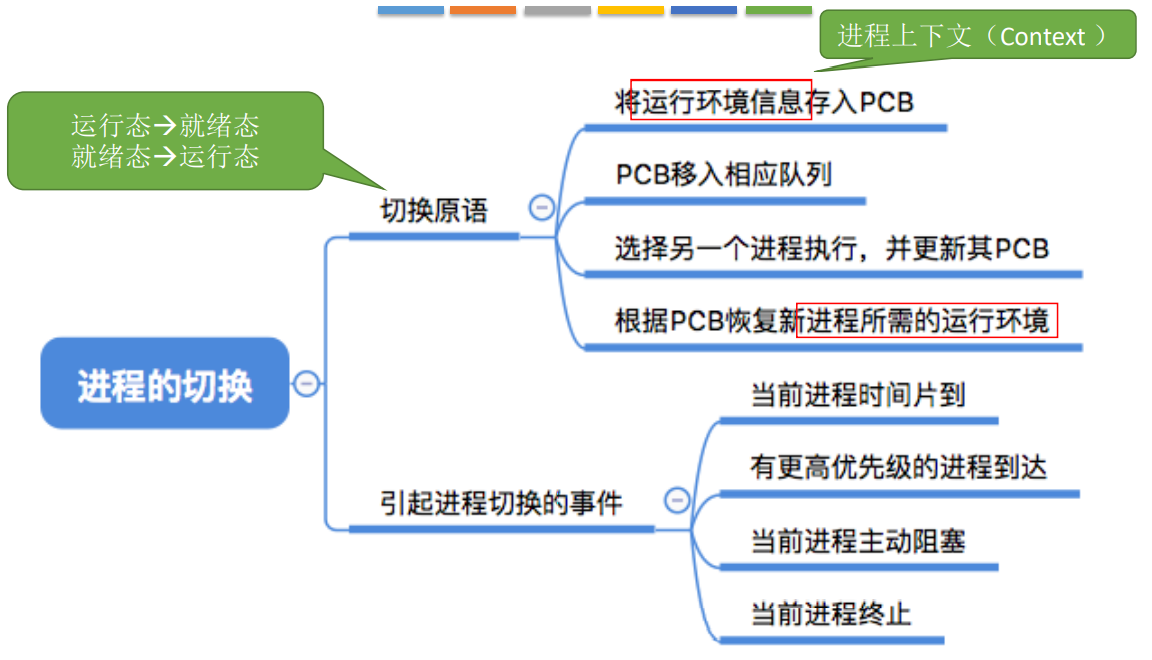 进程上下文（Context ）
将运行环境信息存入PCB
运行态→就绪态
就绪态→运行态
PCB移入相应队列
切换原语
选择另一个进程执行，并更新其PCB
根据PCB恢复新进程所需的运行环境
进程的切换
当前进程时间片到
有更高优先级的进程到达
引起进程切换的事件
当前进程主动阻塞
当前进程终止